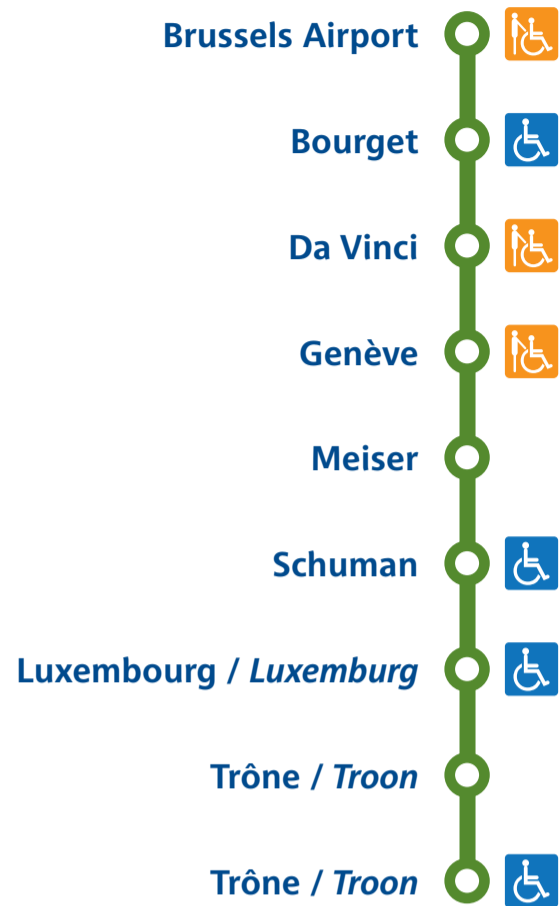 Brussels Airport
Bourget
Da Vinci
Genève
Meiser
Schuman
Luxembourg / Luxemburg
Trône / Troon
Trône / Troon